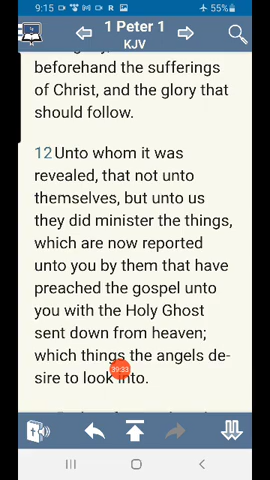 9:15
R
55%
1 Peter 1
KJV
beforehand the sufferings
of Christ, and the glory that
should follow.
12 Unto whom it was
revealed, that not unto
themselves, but unto us
they did minister the things,
which are now reported
unto you by them that have
preached the gospel unto
you with the Holy Ghost
sent down from heaven;
which things the angels de-
sire to look into.
39:33